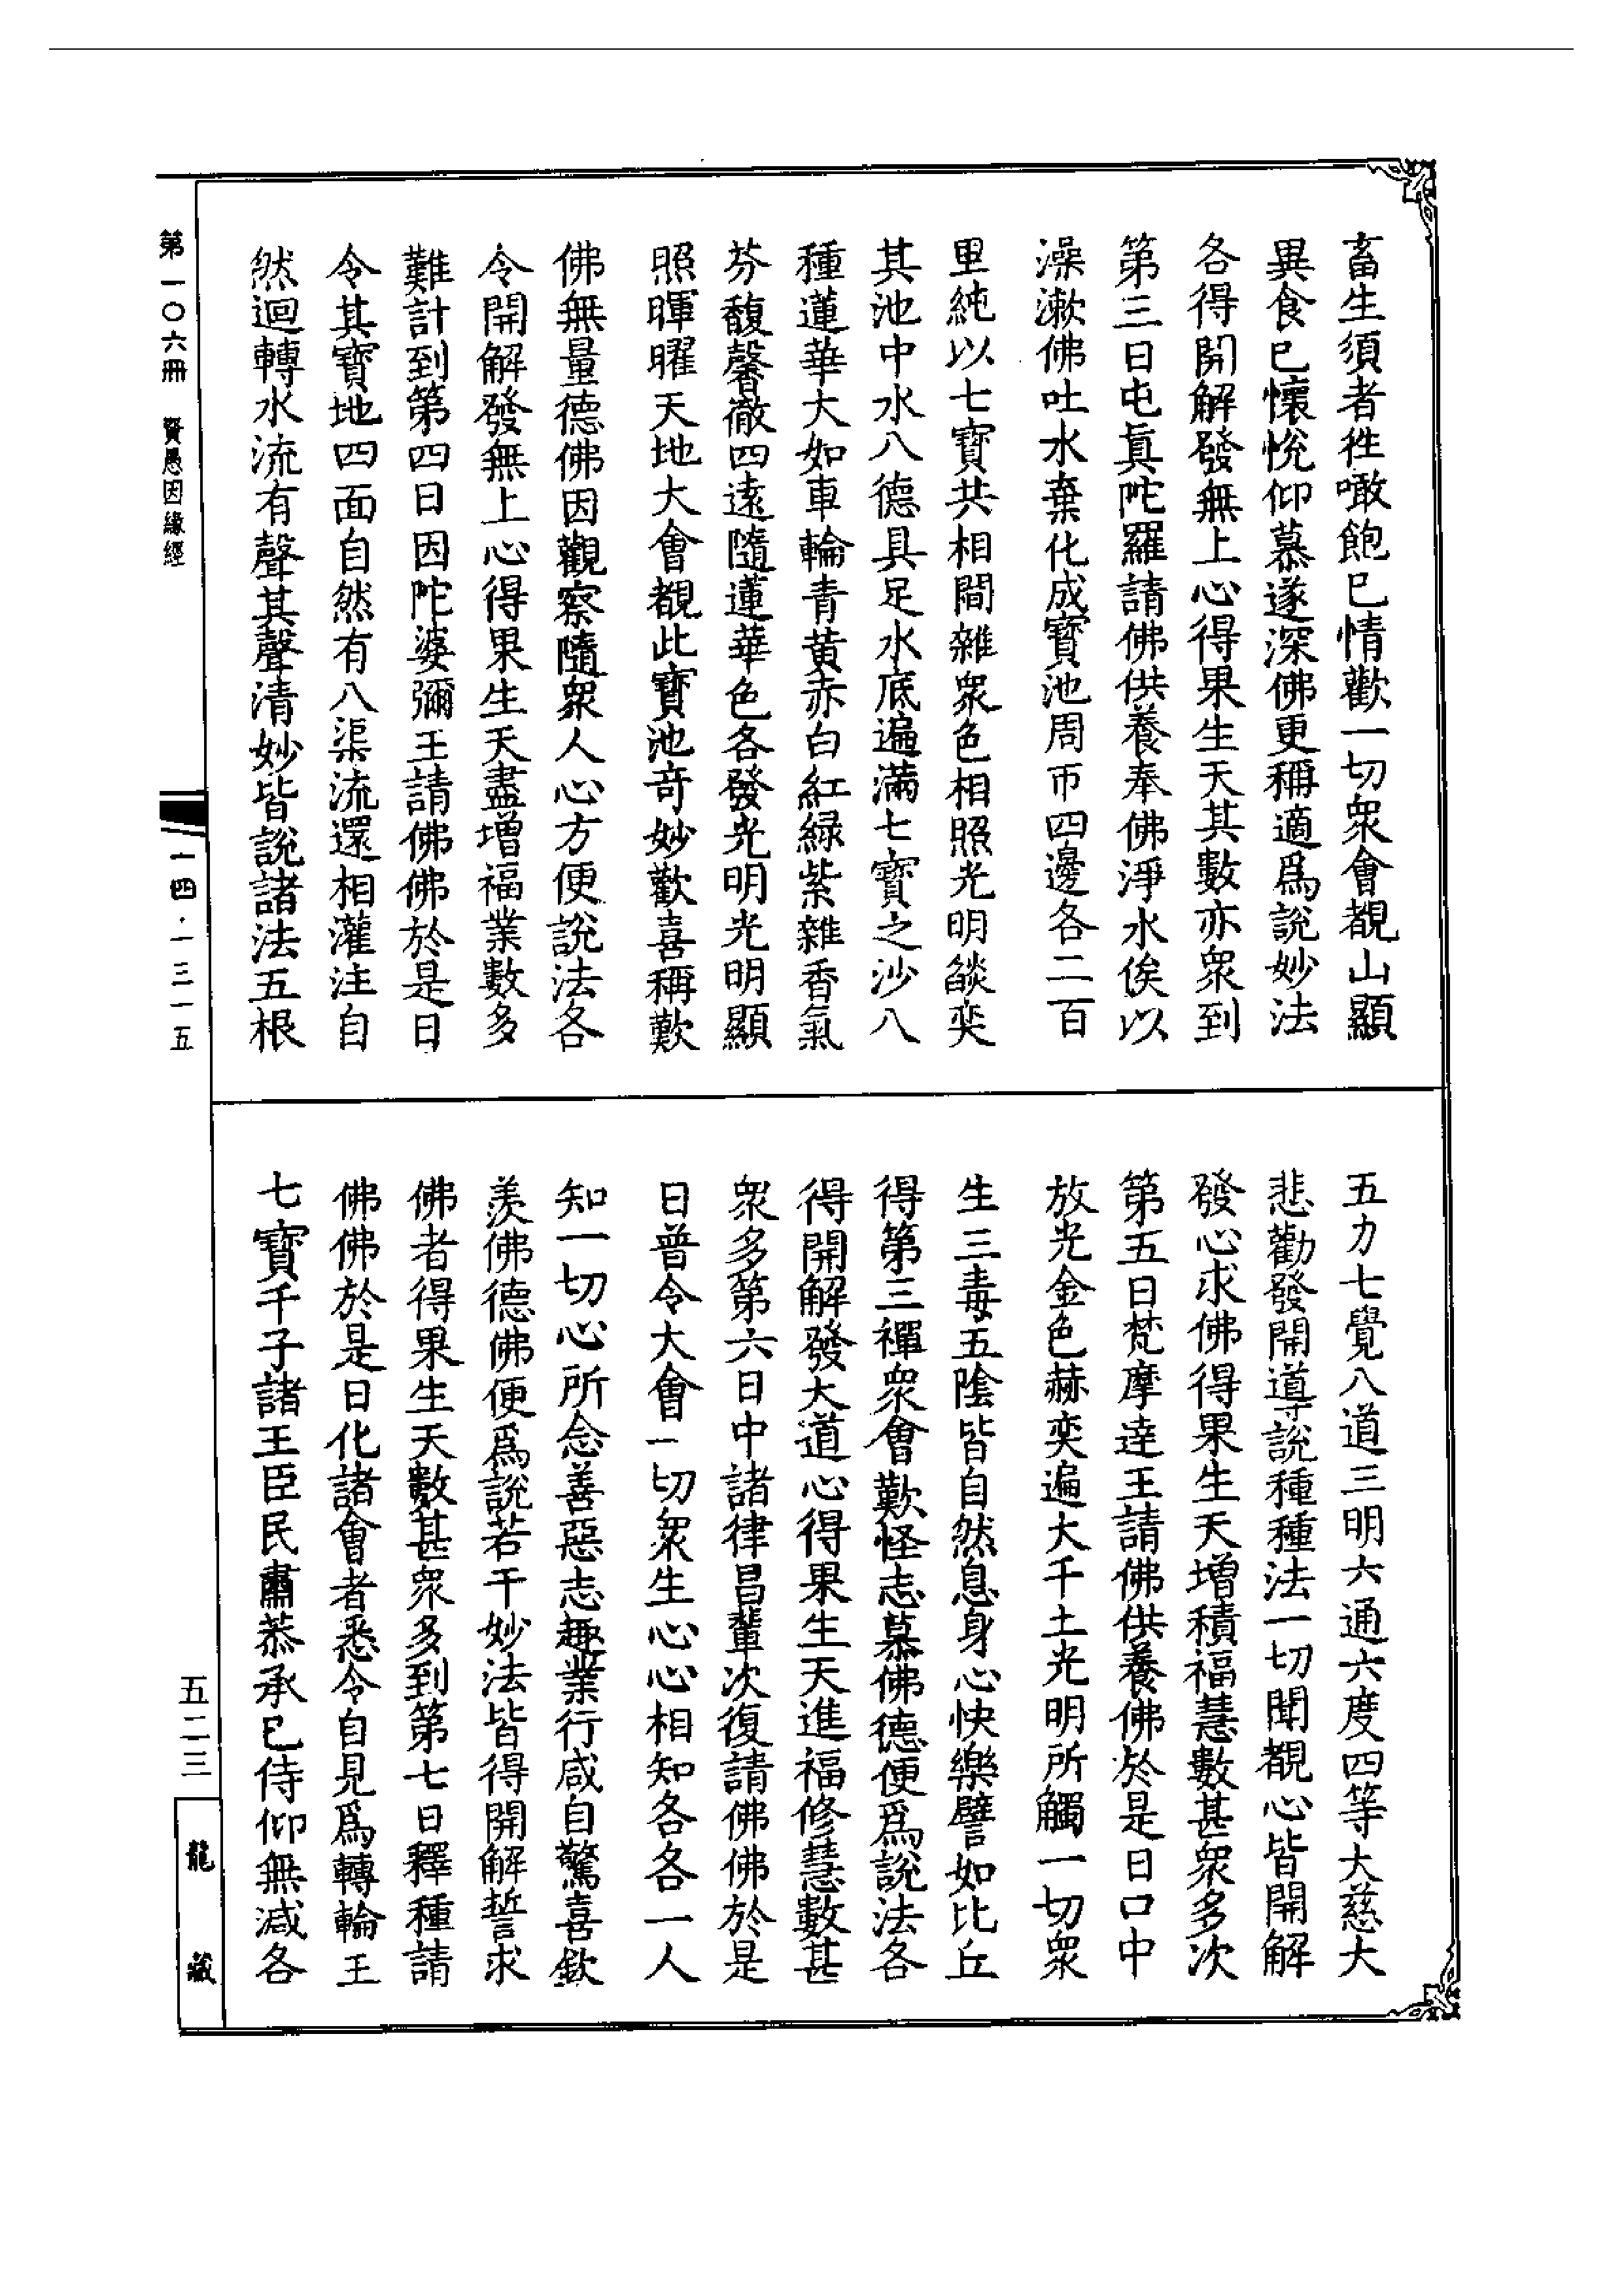 畜生須者徃噉飽巳情歡一切衆會覩山顯
異食巳懷悅仰慕遂深佛更稱適爲說妙法
各得開解發無上心得果生天其數亦衆到
第三日屯眞陀羅請佛供養奉佛淨水俟以
澡漱佛吐水棄化成寶池周帀四邊各二百
里純以七寶共相間雜衆色相照光明燄奕
其池中水八德具足水底遍滿七寶之沙八
種蓮華大如車輪青黄赤白紅緑紫雜香氣
芬馥馨徹四遠隨蓮華色各發光明光明顯
照暉曜天地大會覩此寶池奇妙歡喜稱歎
佛無量德佛因觀察隨衆人心方便說法各
令開解發無上心得果生天盡增福業數多
難計到第四日因陀婆彌王請佛佛於是日
令其寶地四面自然有八渠流還相灌注自
然迴轉水流有聲其聲清妙皆說諸法五根
五力七覺八道三明六通六度四等大慈大
悲勸發開導說種種法一切聞覩心皆開解
發心求佛得果生天增積福慧數甚衆多次
第五日梵摩達王請佛供養佛於是日口中
放光金色赫奕遍大千土光明所觸一切衆
生三毒五陰皆自然息身心快樂譬如比丘
得第三禪衆會歎怪志慕佛德便爲說法各
得開解發大道心得果生天進福修慧數甚
衆多第六日中諸律昌輩次復請佛佛於是
日普令大會一切衆生心心相知各各一人
知一切心所念善惡志趣業行咸自驚喜欽
羨佛德佛便爲說若干妙法皆得開解誓求
佛者得果生天數甚衆多到第七日釋種請
佛佛於是日化諸會者悉令自見爲轉輪王
七寶千子諸王臣民肅恭承巳侍仰無減各
第一〇六冊　賢愚因緣經
一四·一三一五
五二三
龍藏